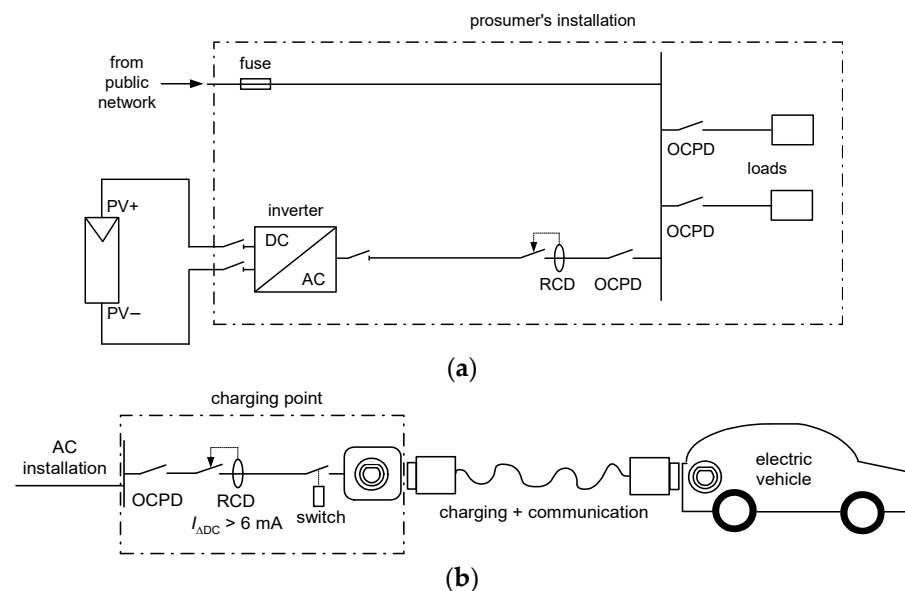 prosumer's installation
from
public
network
fuse
OCPD
loads
OCPD
PV+
inverter
DC
AC
RCD
OCPD
PV−
(a)
charging point
AC
installation
OCPD
RCD
I∆DC > 6 mA
switch
charging + communication
electric
vehicle
(b)